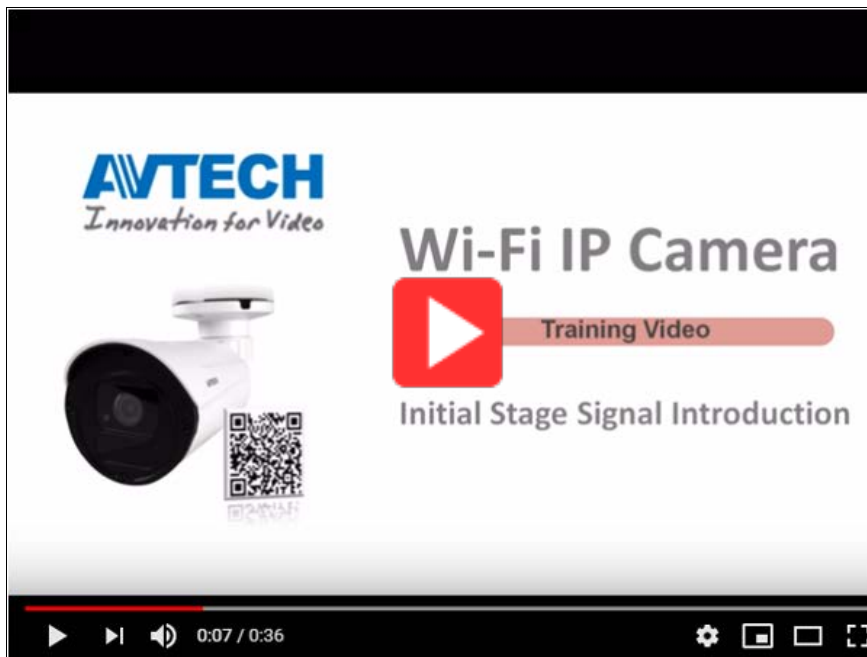 AVTECH
Innovation for Video
Wi-Fi IP Camera
Training Video
Initial Stage Signal Introduction
0:07 / 0:36